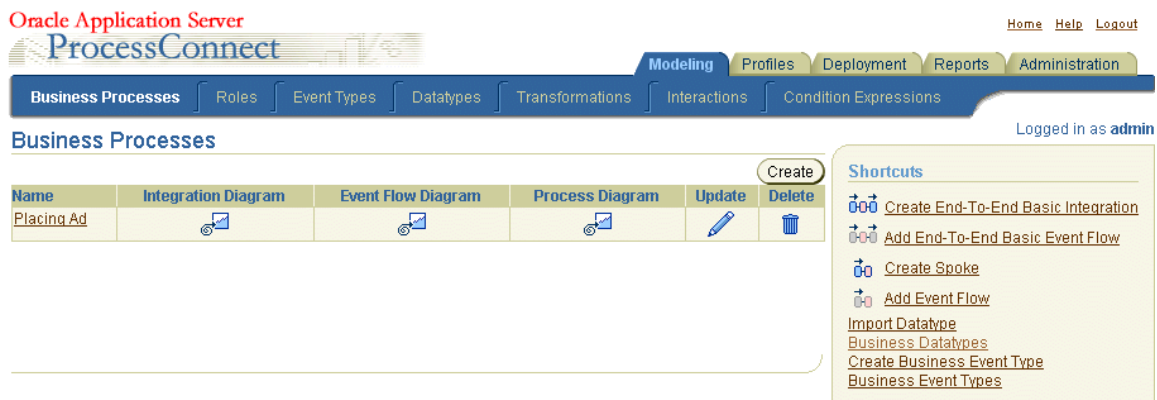 Oracle Application Server
ProcessConnect
Home Help Logout
Modeling Profiles Deployment Reports Administration
Business Processes Roles Event Types Datatypes Transformations Interactions Condition Expressions
Logged in as admin
Business Processes
Create
Name Integration Diagram Event Flow Diagram Process Diagram Update Delete
Placing Ad
Shortcuts
Create End-To-End Basic Integration
Add End-To-End Basic Event Flow
Create Spoke
Add Event Flow
Import Datatype
Business Datatypes
Create Business Event Type
Business Event Types